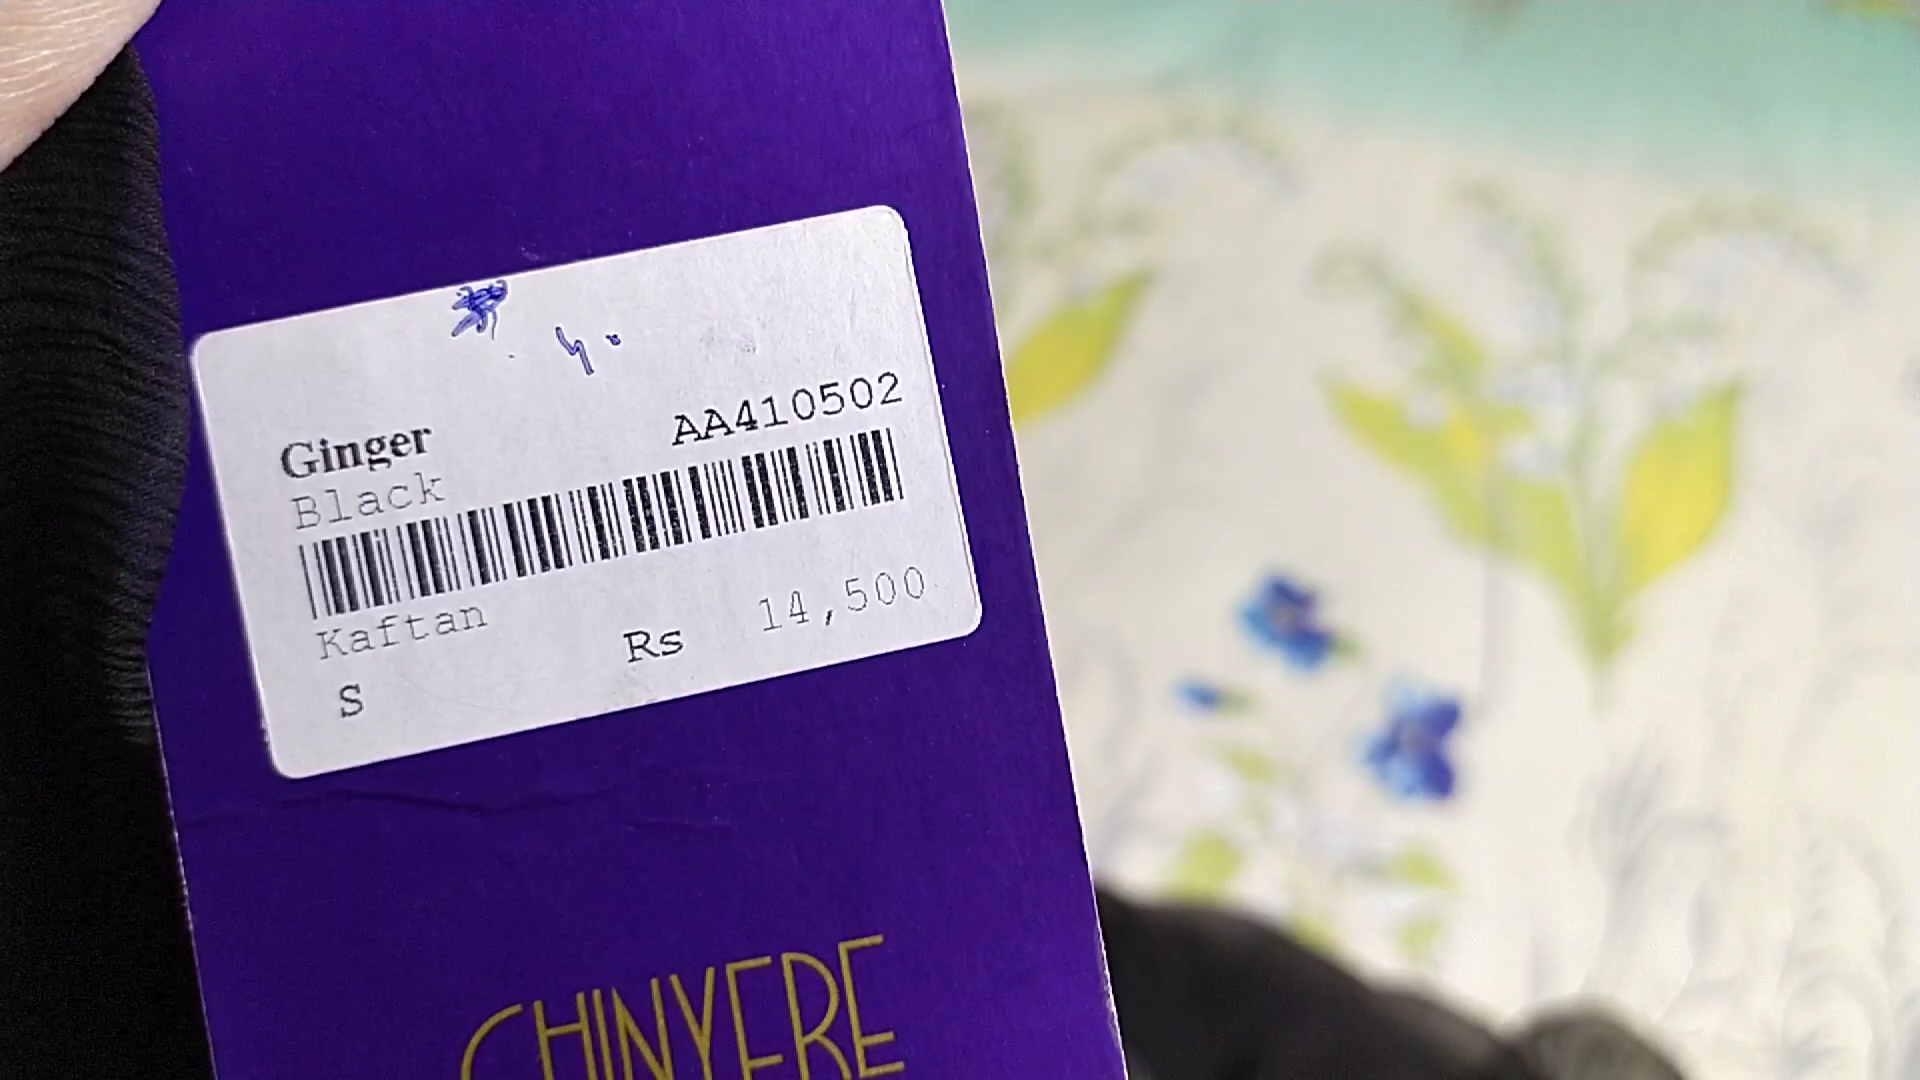 Ginger
AA410502
Black
Kaftan
Rs 14,500
S
CHINYERE